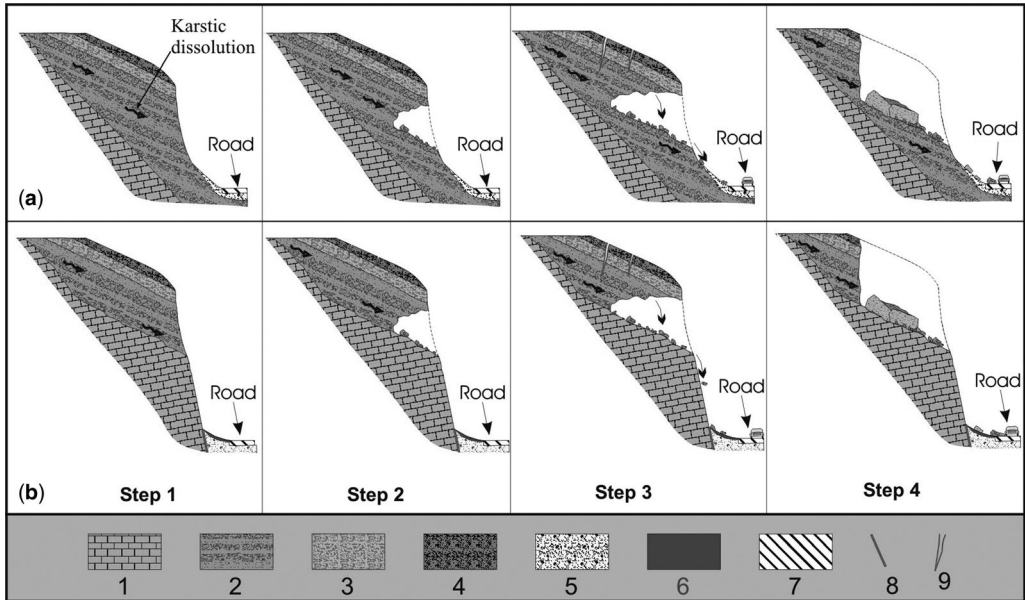 Karstic
dissolution
Road
Road
Road
Road
(a)
Road
Road
Road
Road
(b)
Step 1
Step 2
Step 3
Step 4
1
2
3
4
5
6
7
8
9